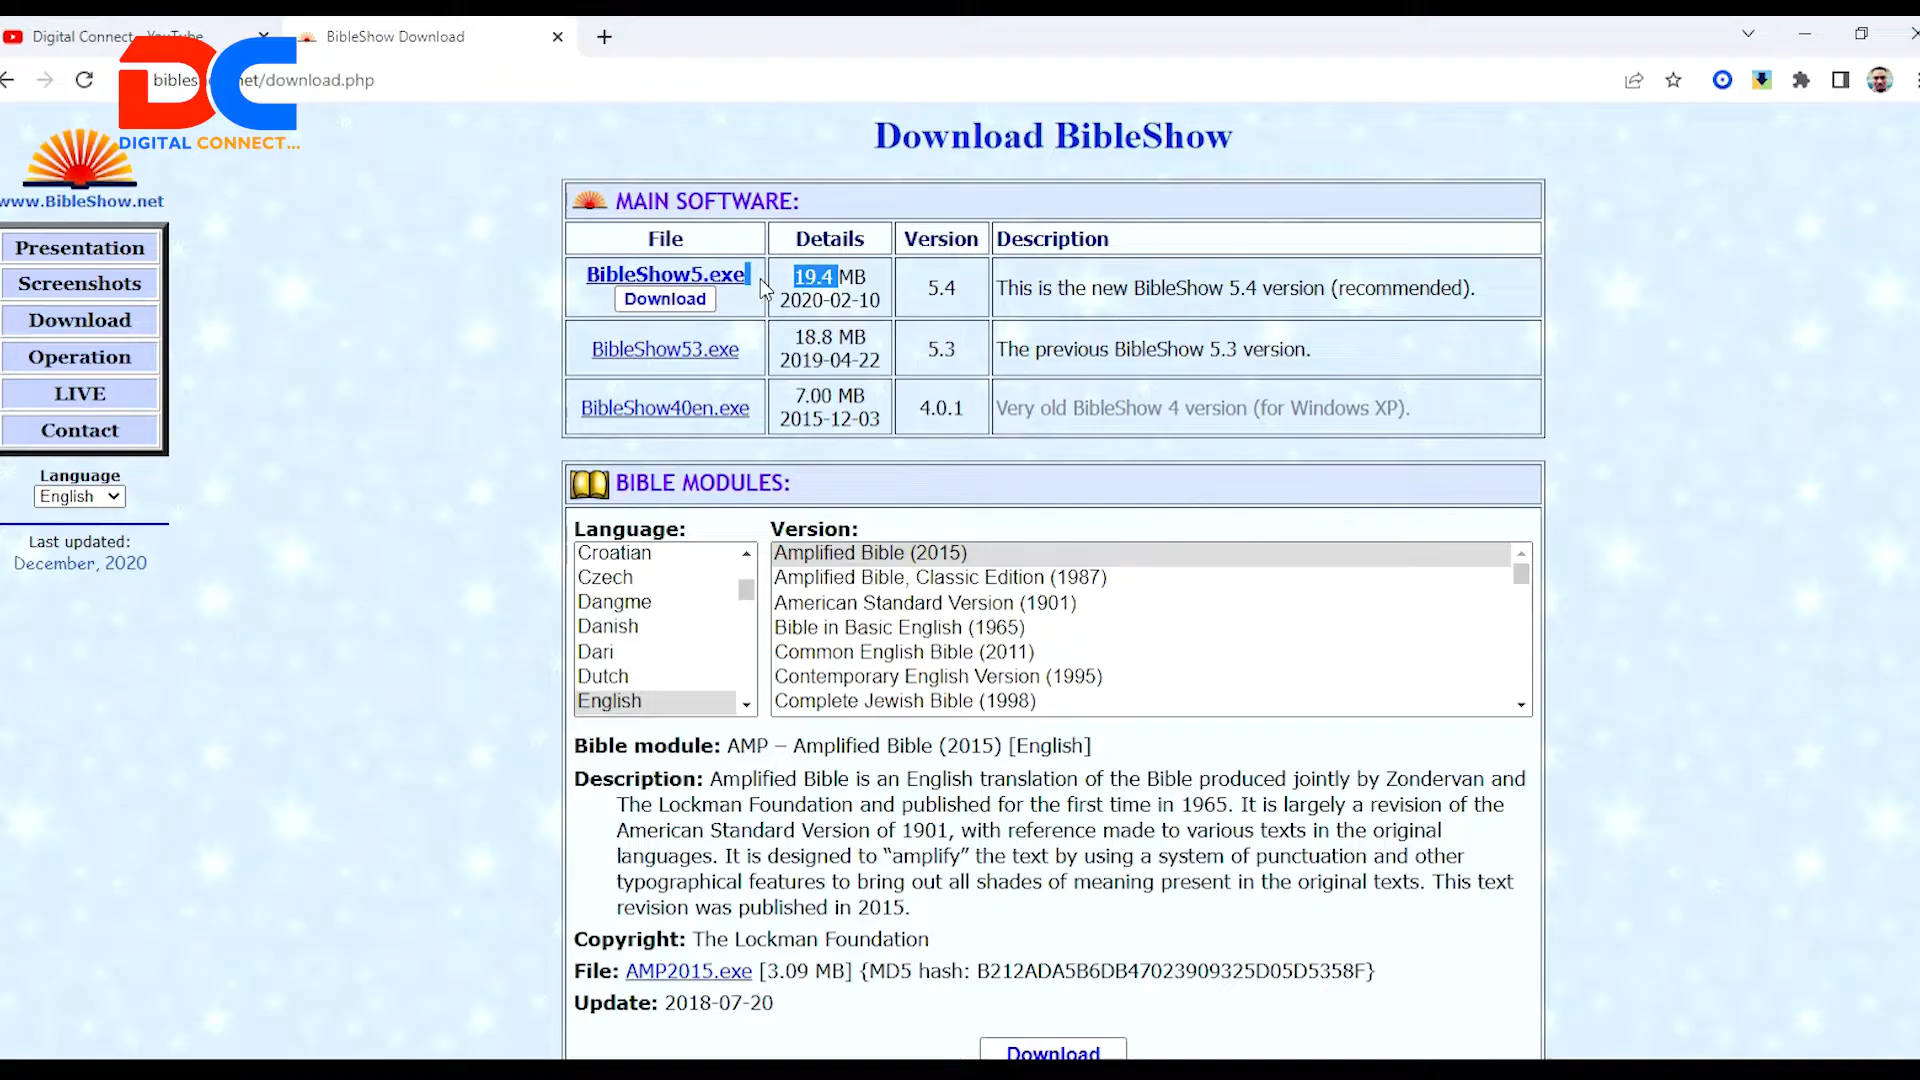 Digital Connect - YouTube
BibleShow Download
bibles
net/download.php
DC
DIGITAL CONNECT...
www.BibleShow.net
Presentation
Screenshots
Download
Operation
LIVE
Contact
Language
English
Last updated:
December, 2020
Download BibleShow
MAIN SOFTWARE:
File Details Version Description
BibleShow5.exe
Download
19.4 MB
2020-02-10
5.4
This is the new BibleShow 5.4 version (recommended).
BibleShow53.exe
18.8 MB
2019-04-22
5.3
The previous BibleShow 5.3 version.
BibleShow40en.exe
7.00 MB
2015-12-03
4.0.1
Very old BibleShow 4 version (for Windows XP).
BIBLE MODULES:
Language:
Croatian
Czech
Dangme
Danish
Dari
Dutch
English
Version:
Amplified Bible (2015)
Amplified Bible, Classic Edition (1987)
American Standard Version (1901)
Bible in Basic English (1965)
Common English Bible (2011)
Contemporary English Version (1995)
Complete Jewish Bible (1998)
Bible module: AMP – Amplified Bible (2015) [English]
Description: Amplified Bible is an English translation of the Bible produced jointly by Zondervan and
The Lockman Foundation and published for the first time in 1965. It is largely a revision of the
American Standard Version of 1901, with reference made to various texts in the original
languages. It is designed to “amplify” the text by using a system of punctuation and other
typographical features to bring out all shades of meaning present in the original texts. This text
revision was published in 2015.
Copyright: The Lockman Foundation
File: AMP2015.exe [3.09 MB] {MD5 hash: B212ADA5B6DB47023909325D05D5358F}
Update: 2018-07-20
Download